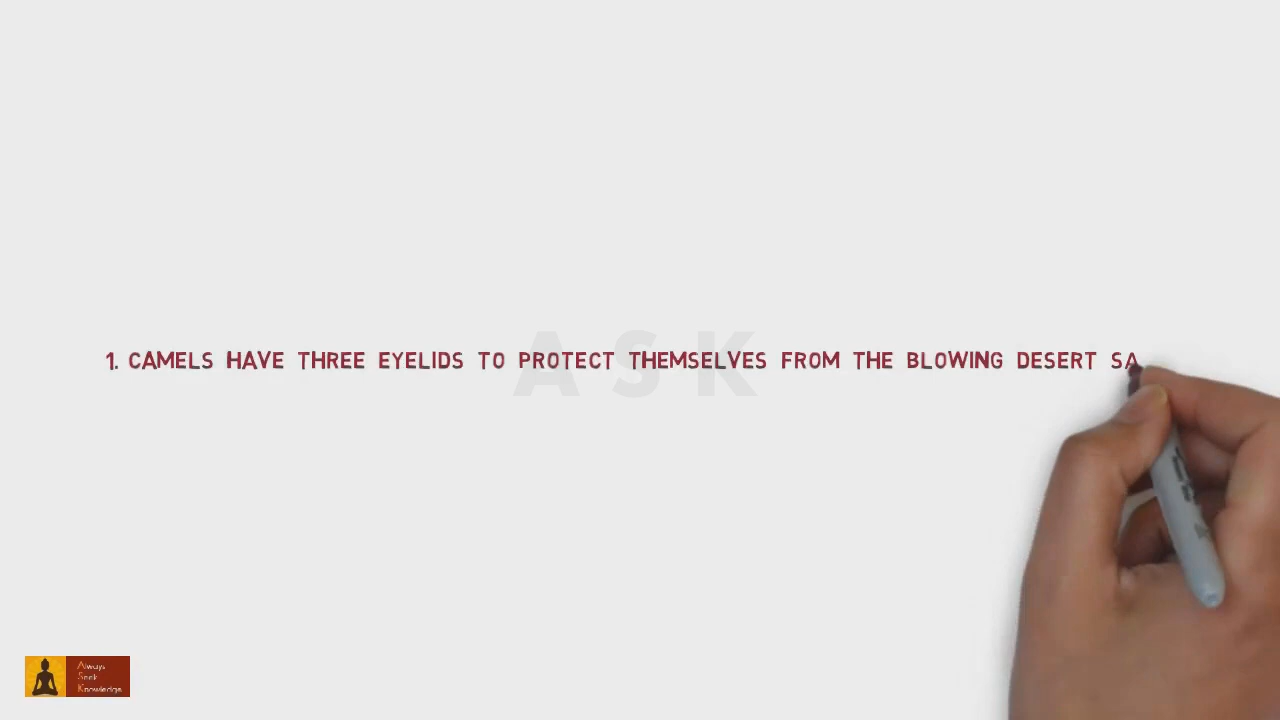 ASK
1. CAMELS HAVE THREE EYELIDS TO PROTECT THEMSELVES FROM THE BLOWING DESERT SA
Always
Seek
Knowledge